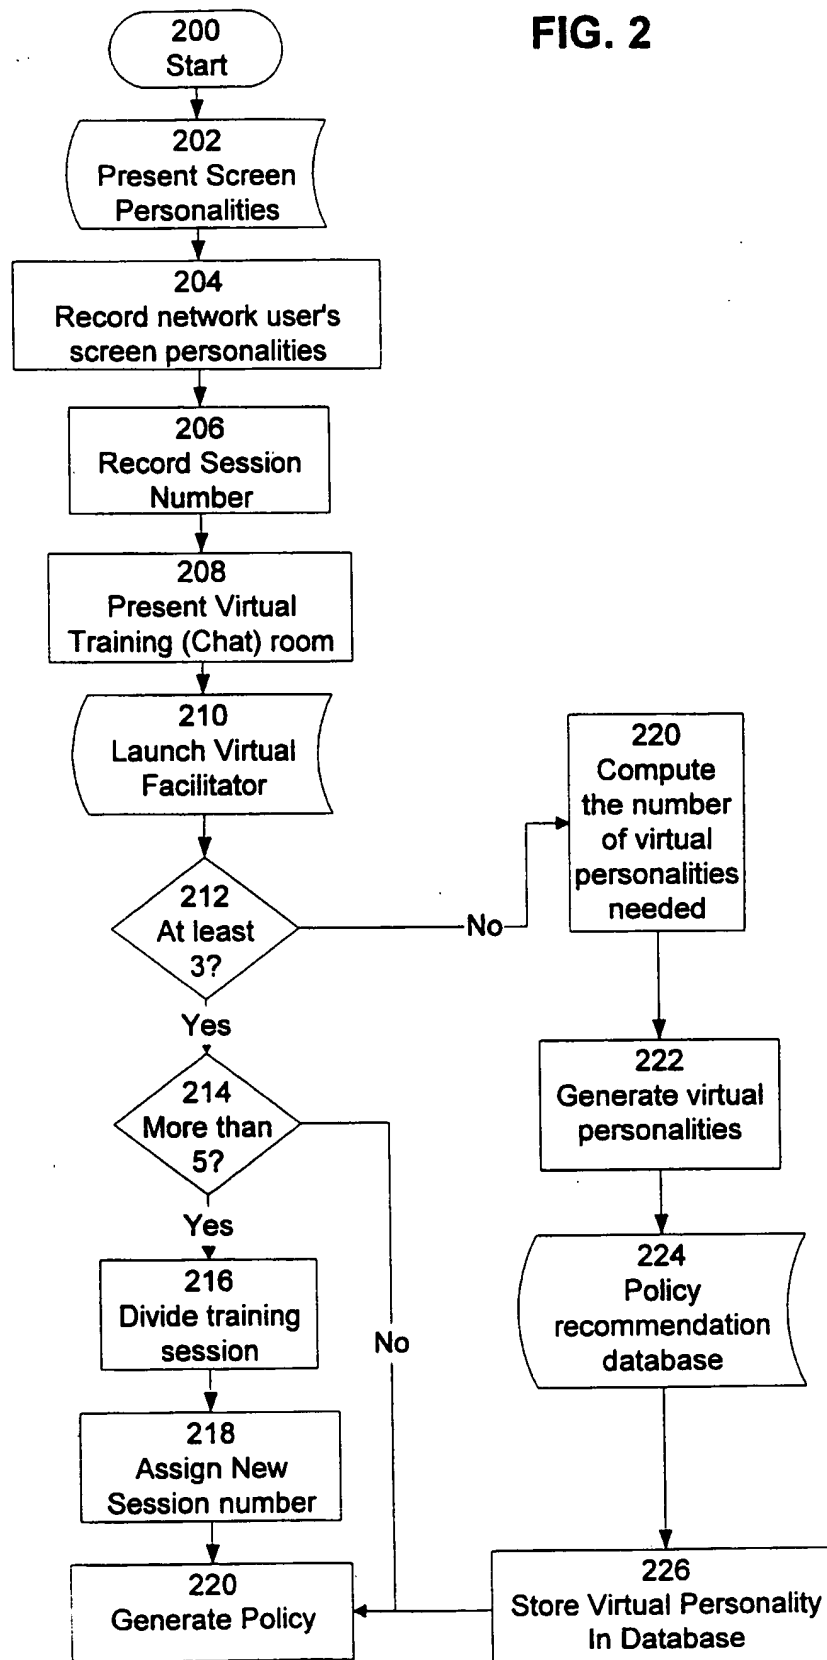 FIG. 2
200
Start
202
Present Screen
Personalities
204
Record network user's
screen personalities
206
Record Session
Number
208
Present Virtual
Training (Chat) room
210
Launch Virtual
Facilitator
212
At least
3?
No
Yes
214
More than
5?
Yes
No
216
Divide training
session
218
Assign New
Session number
220
Generate Policy
220
Compute
the number
of virtual
personalities
needed
222
Generate virtual
personalities
224
Policy
recommendation
database
226
Store Virtual Personality
In Database